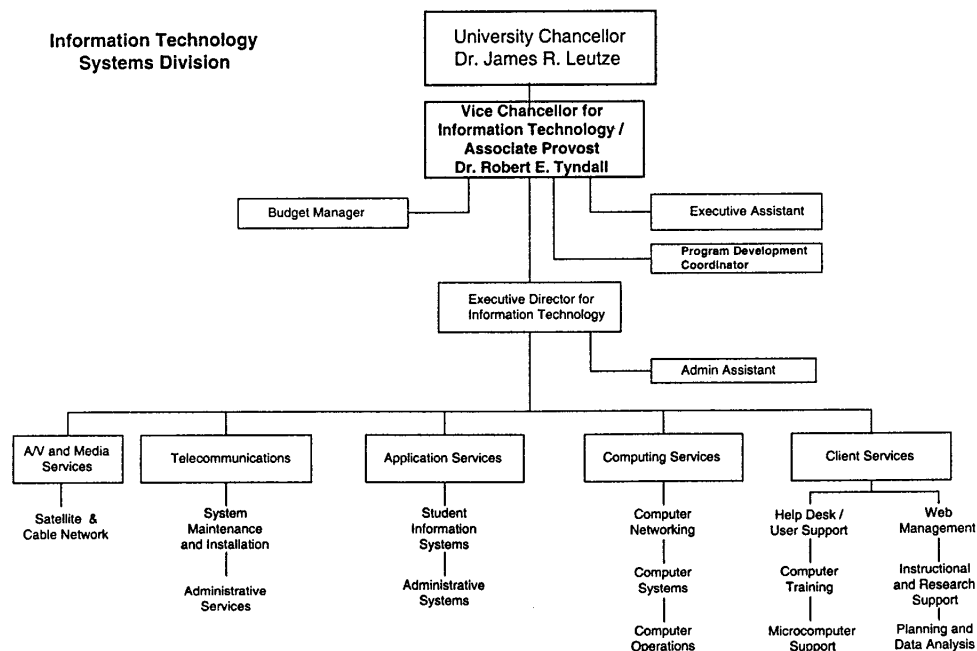 Information Technology
Systems Division
University Chancellor
Dr. James R. Leutze
Vice Chancellor for
Information Technology /
Associate Provost
Dr. Robert E. Tyndall
Budget Manager
Executive Assistant
Program Development
Coordinator
Executive Director for
Information Technology
Admin Assistant
A/V and Media
Services
Telecommunications
Application Services
Computing Services
Client Services
Satellite &
Cable Network
System
Maintenance
and Installation
Administrative
Services
Student
Information
Systems
Administrative
Systems
Computer
Networking
Computer
Systems
Computer
Operations
Help Desk /
User Support
Computer
Training
Microcomputer
Support
Web
Management
Instructional
and Research
Support
Planning and
Data Analysis